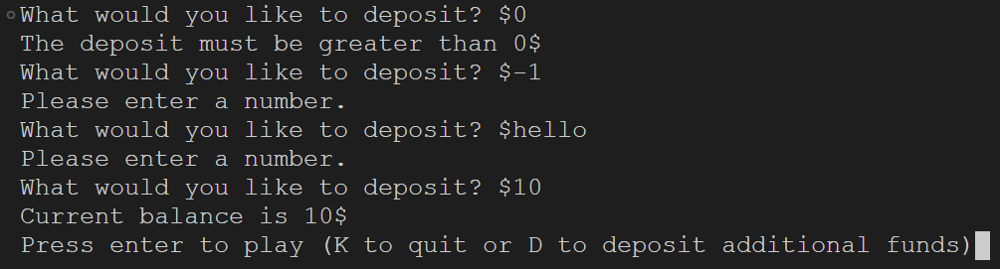 What would you like to deposit? $0
The deposit must be greater than 0$
What would you like to deposit? $-1
Please enter a number.
What would you like to deposit? $hello
Please enter a number.
What would you like to deposit? $10
Current balance is 10$
Press enter to play (K to quit or D to deposit additional funds)